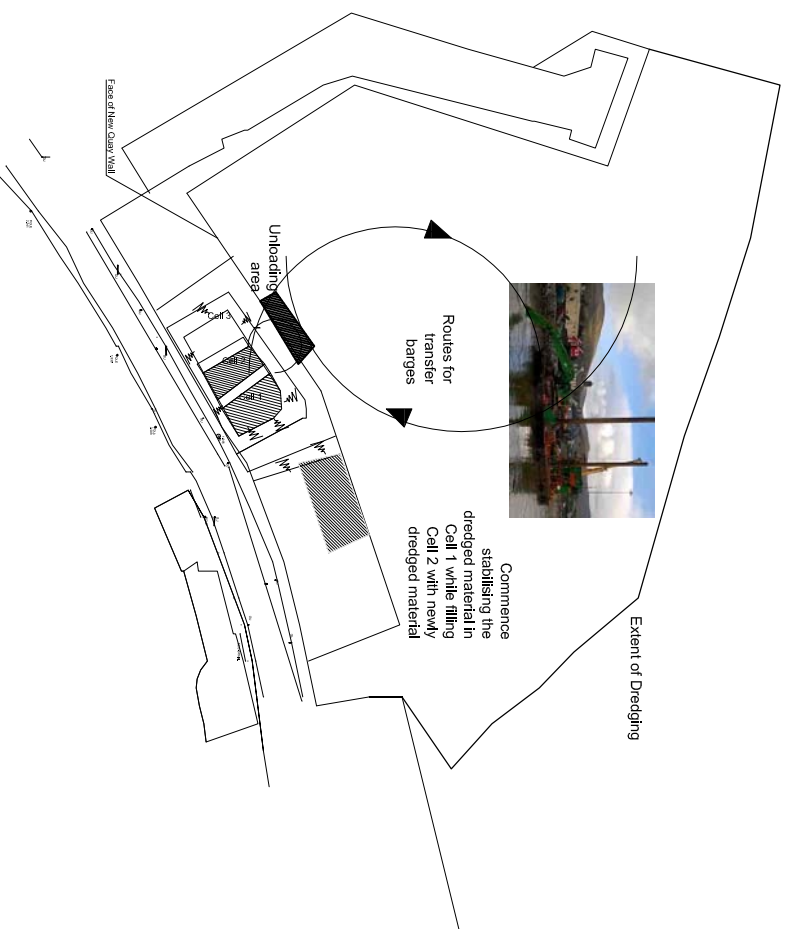 Face of New Quay Wall
Unloading
area
Cell 3
Cell 2
Cell 1
Routes for
transfer
barges
Commence
stabilising the
dredged material in
Cell 1 while filling
Cell 2 with newly
dredged material
Extent of Dredging